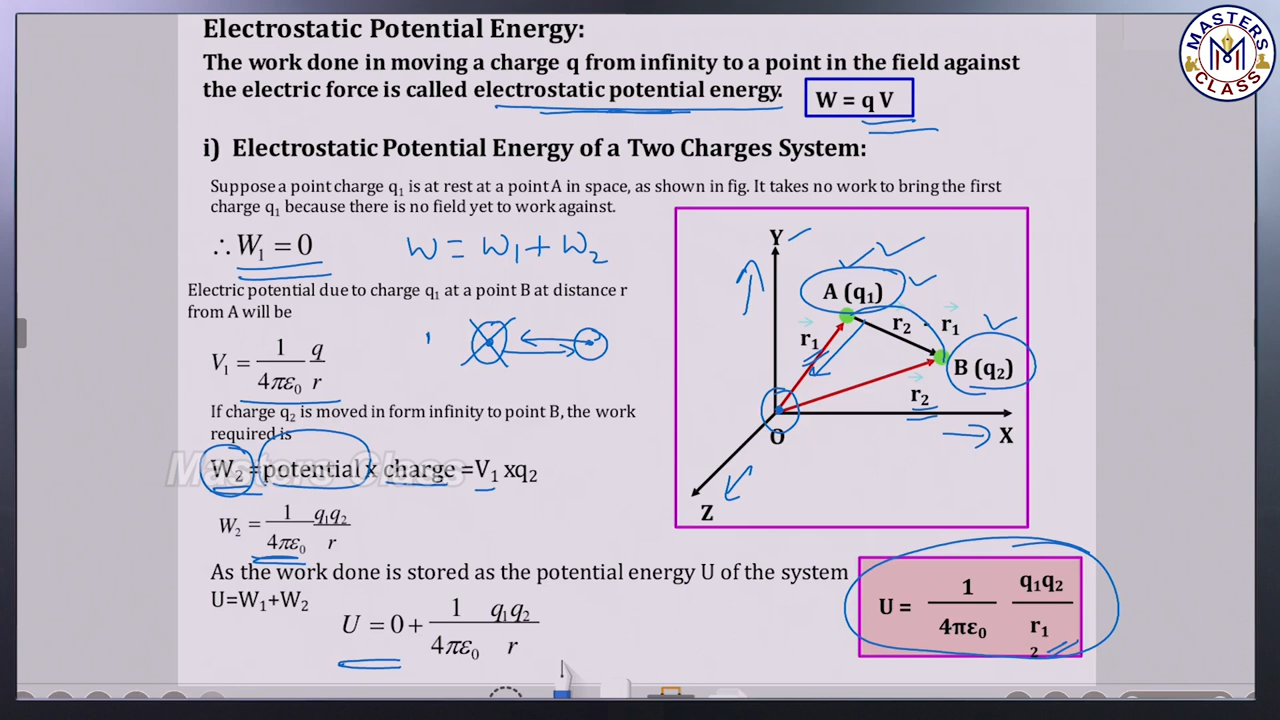 Electrostatic Potential Energy:
The work done in moving a charge q from infinity to a point in the field against
the electric force is called electrostatic potential energy.
W = q V
i) Electrostatic Potential Energy of a Two Charges System:
Suppose a point charge q₁ is at rest at a point A in space, as shown in fig. It takes no work to bring the first
charge q₁ because there is no field yet to work against.
∴ W₁ = 0
W = W₁ + W₂
Electric potential due to charge q₁ at a point B at distance r
from A will be
V₁ = 1/4πε₀ q/r
If charge q₂ is moved in form infinity to point B, the work
required is
W₂=potential x charge =V₁ xq₂
W₂ = 1/4πε₀ q₁q₂/r
As the work done is stored as the potential energy U of the system
U=W₁+W₂
U = 0 + 1/4πε₀ q₁q₂/r
Y
A (q₁)
r₂ - r₁
r₁
B (q₂)
r₂
O
X
Z
U = 1/4πε₀ q₁q₂/r₁₂
Masters Class
MASTERS
M
CLASS